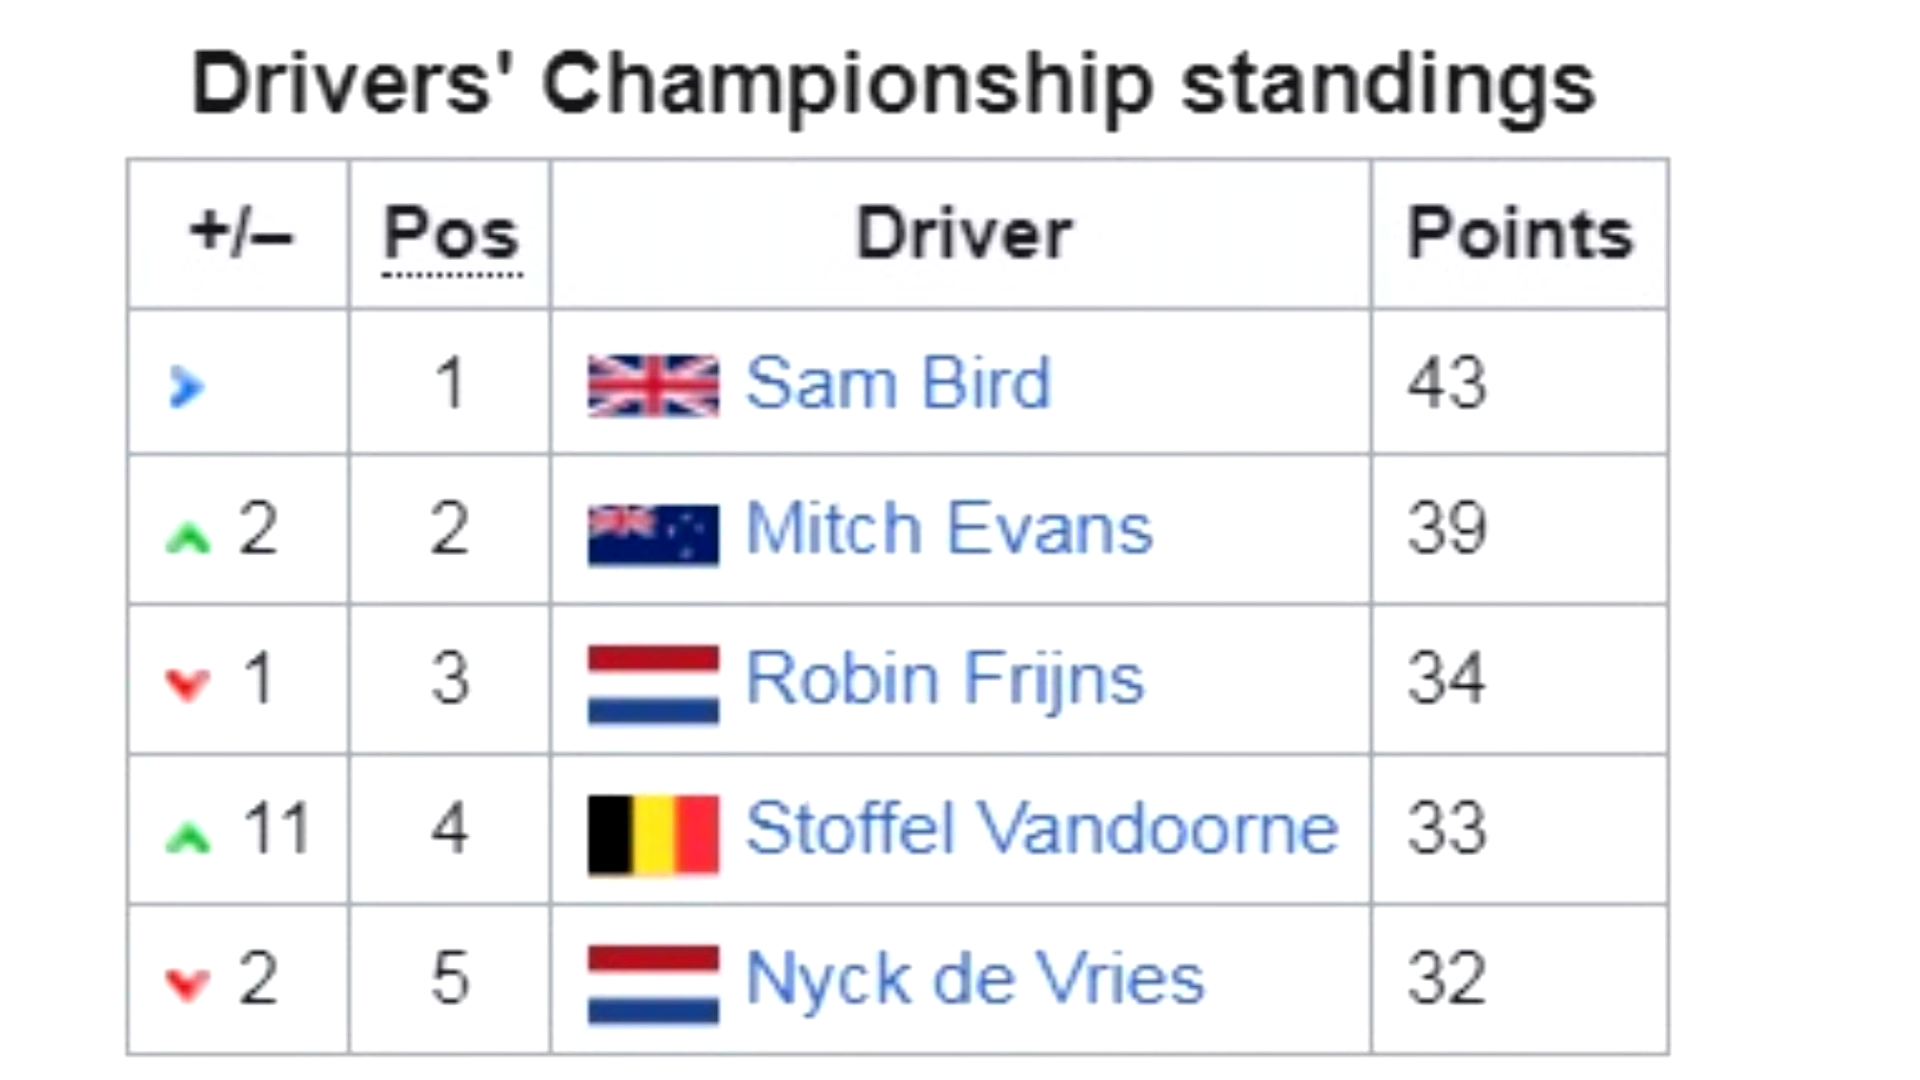 Drivers' Championship standings
+/– Pos Driver Points
1 Sam Bird 43
2 2 Mitch Evans 39
1 3 Robin Frijns 34
11 4 Stoffel Vandoorne 33
2 5 Nyck de Vries 32